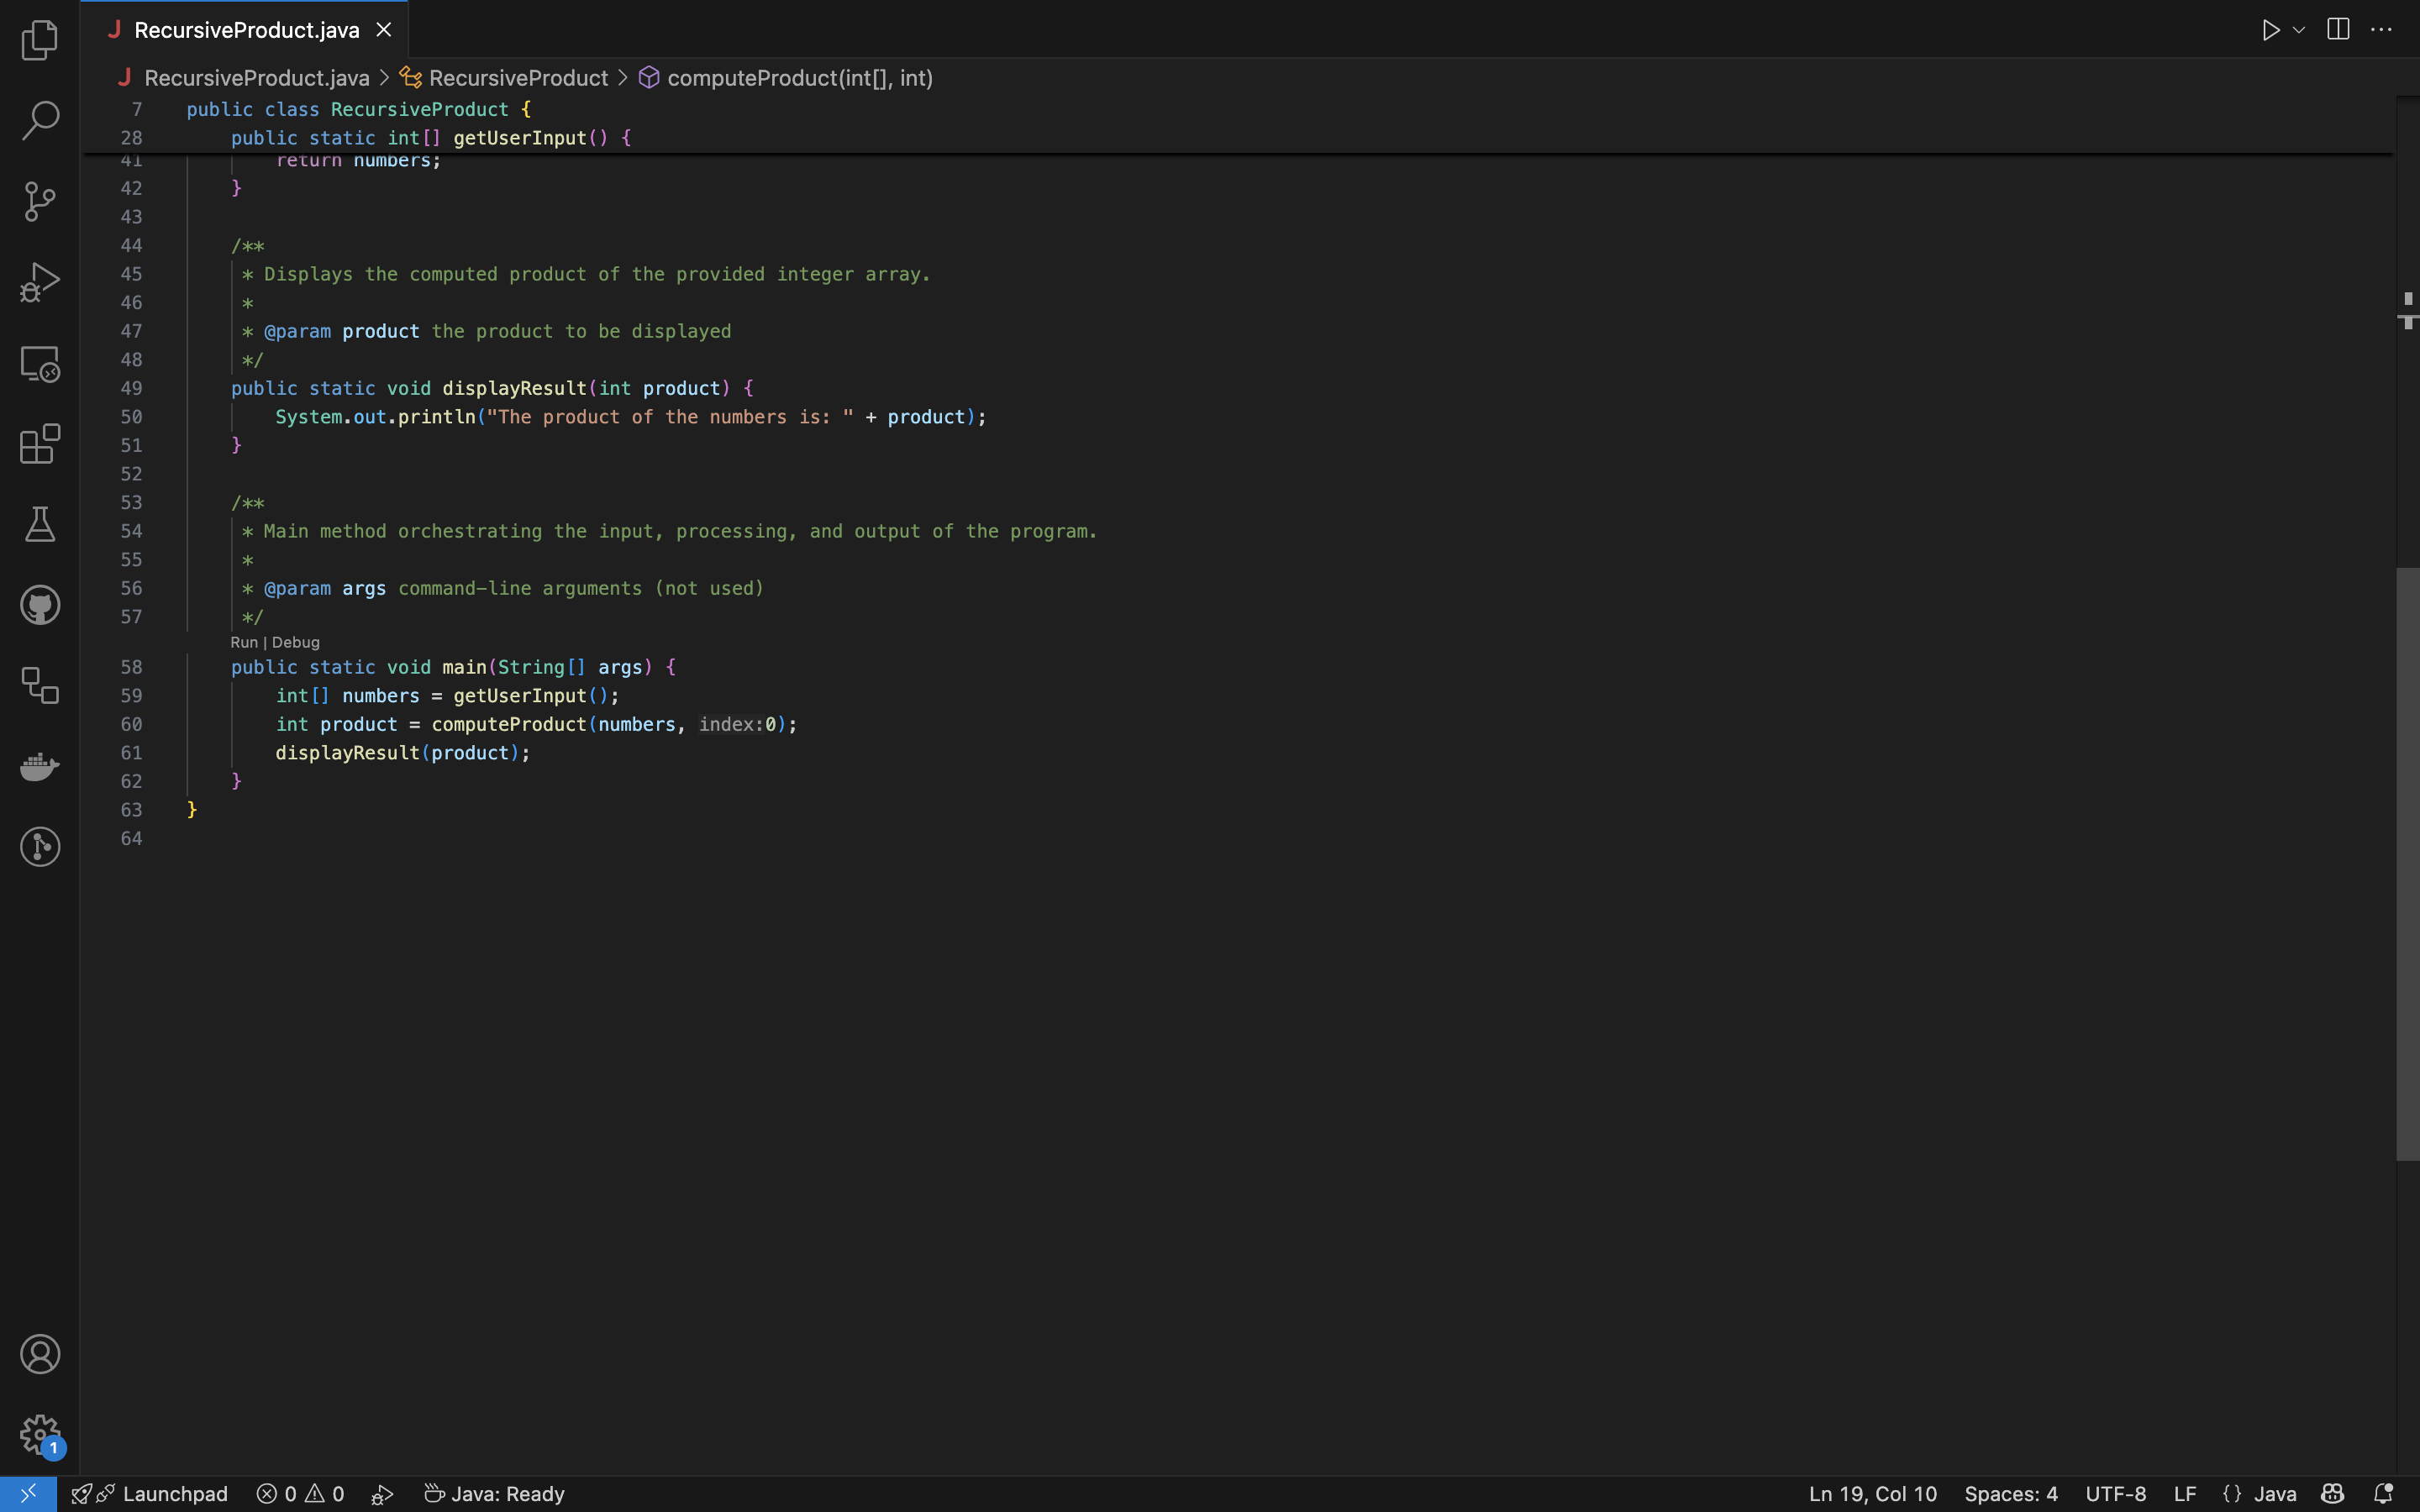 RecursiveProduct.java
RecursiveProduct.java > RecursiveProduct > computeProduct(int[], int)
7 public class RecursiveProduct {
28 public static int[] getUserInput() {
41 return numbers;
42 }
43
44 /**
45 * Displays the computed product of the provided integer array.
46 *
47 * @param product the product to be displayed
48 */
49 public static void displayResult(int product) {
50 System.out.println("The product of the numbers is: " + product);
51 }
52
53 /**
54 * Main method orchestrating the input, processing, and output of the program.
55 *
56 * @param args command-line arguments (not used)
57 */
Run | Debug
58 public static void main(String[] args) {
59 int[] numbers = getUserInput();
60 int product = computeProduct(numbers, index:0);
61 displayResult(product);
62 }
63 }
64
1
Launchpad 0 0 Java: Ready Ln 19, Col 10 Spaces: 4 UTF-8 LF {} Java